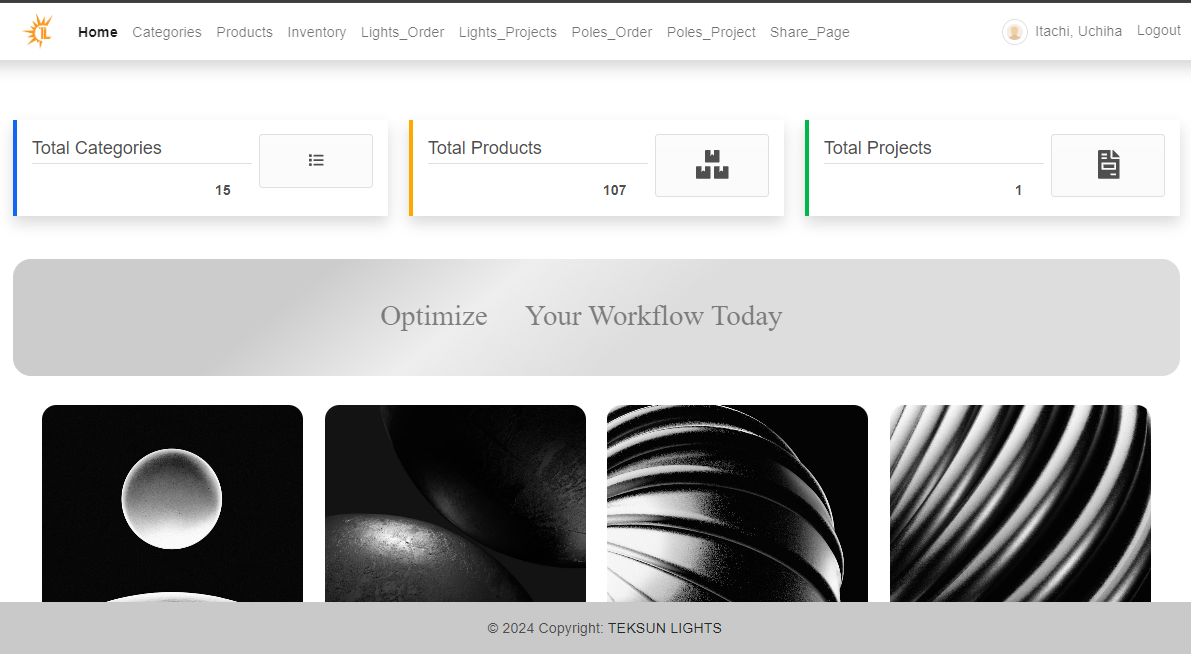 Home Categories Products Inventory Lights_Order Lights_Projects Poles_Order Poles_Project Share_Page Itachi, Uchiha Logout
Total Categories
15
Total Products
107
Total Projects
1
Optimize Your Workflow Today
© 2024 Copyright: TEKSUN LIGHTS